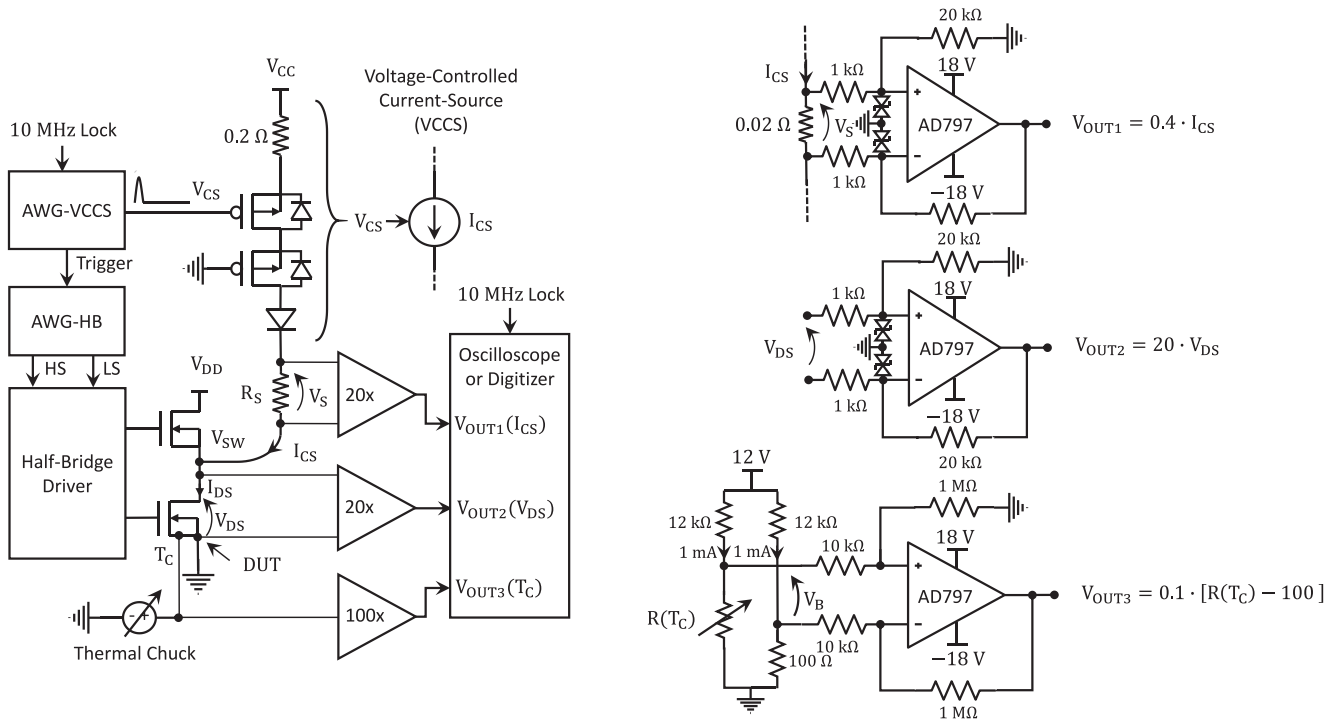 10 MHz Lock
AWG-VCCS
Trigger
AWG-HB
HS
LS
Half-Bridge
Driver
V_CC
0.2 Ω
V_CS
Voltage-Controlled
Current-Source
(VCCS)
V_CS
I_CS
10 MHz Lock
Oscilloscope
or Digitizer
V_OUT1(I_CS)
V_OUT2(V_DS)
V_OUT3(T_C)
V_DD
R_S
V_S
20x
V_SW
I_CS
I_DS
V_DS
20x
T_C
DUT
100x
- +
Thermal Chuck
20 kΩ
18 V
I_CS
1 kΩ
0.02 Ω
V_S
+
AD797
−
1 kΩ
−18 V
20 kΩ
V_OUT1 = 0.4 · I_CS
20 kΩ
18 V
1 kΩ
V_DS
+
AD797
−
1 kΩ
−18 V
20 kΩ
V_OUT2 = 20 · V_DS
12 V
1 MΩ
12 kΩ
12 kΩ
18 V
1 mA
1 mA
10 kΩ
+
V_B
AD797
R(T_C)
−
10 kΩ
100 Ω
−18 V
1 MΩ
V_OUT3 = 0.1 · [R(T_C) − 100 ]